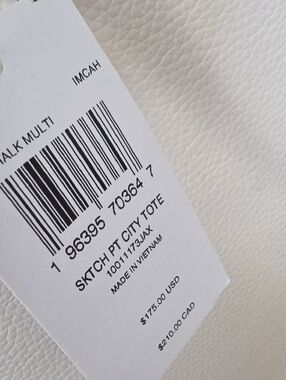 HALK MULTI
IMCAH
1 96395 70364 7
SKTCH PT CITY TOTE
10011173JAX
MADE IN VIETNAM
$175.00 USD
$210.00 CAD